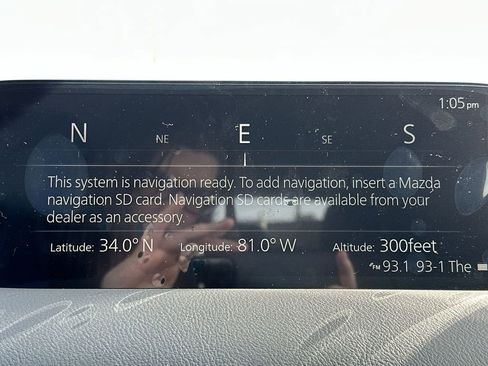 1:05 pm
N NE E SE S
This system is navigation ready. To add navigation, insert a Mazda
navigation SD card. Navigation SD cards are available from your
dealer as an accessory.
Latitude: 34.0° N Longitude: 81.0° W Altitude: 300feet
FM 93.1 93-1 The